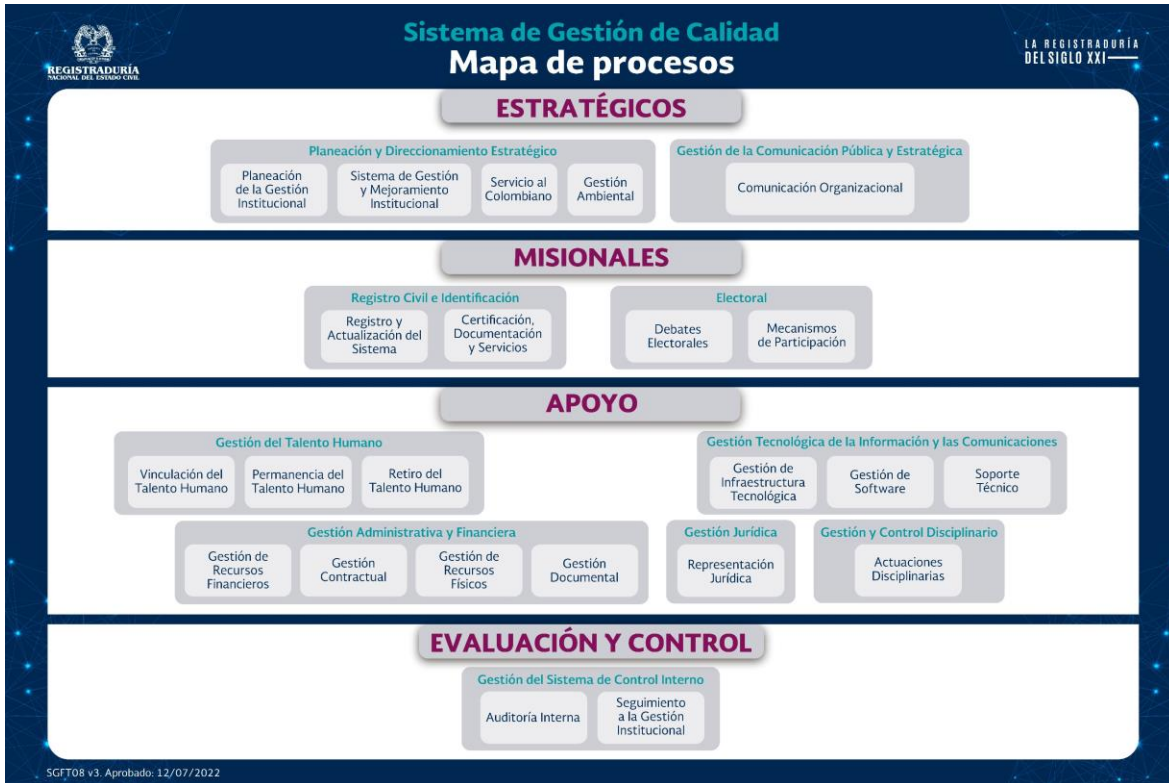 REGISTRADURÍA
NACIONAL DEL ESTADO CIVIL
Sistema de Gestión de Calidad
Mapa de procesos
LA REGISTRADURÍA
DEL SIGLO XXI
ESTRATÉGICOS
Planeación y Direccionamiento Estratégico
Planeación
de la Gestión
Institucional
Sistema de Gestión
y Mejoramiento
Institucional
Servicio al
Colombiano
Gestión
Ambiental
Gestión de la Comunicación Pública y Estratégica
Comunicación Organizacional
MISIONALES
Registro Civil e Identificación
Registro y
Actualización del
Sistema
Certificación,
Documentación
y Servicios
Electoral
Debates
Electorales
Mecanismos
de Participación
APOYO
Gestión del Talento Humano
Vinculación del
Talento Humano
Permanencia del
Talento Humano
Retiro del
Talento Humano
Gestión Tecnológica de la Información y las Comunicaciones
Gestión de
Infraestructura
Tecnológica
Gestión de
Software
Soporte
Técnico
Gestión Administrativa y Financiera
Gestión de
Recursos
Financieros
Gestión
Contractual
Gestión de
Recursos
Físicos
Gestión
Documental
Gestión Jurídica
Representación
Jurídica
Gestión y Control Disciplinario
Actuaciones
Disciplinarias
EVALUACIÓN Y CONTROL
Gestión del Sistema de Control Interno
Auditoría Interna
Seguimiento
a la Gestión
Institucional
SGFT08 v3. Aprobado: 12/07/2022